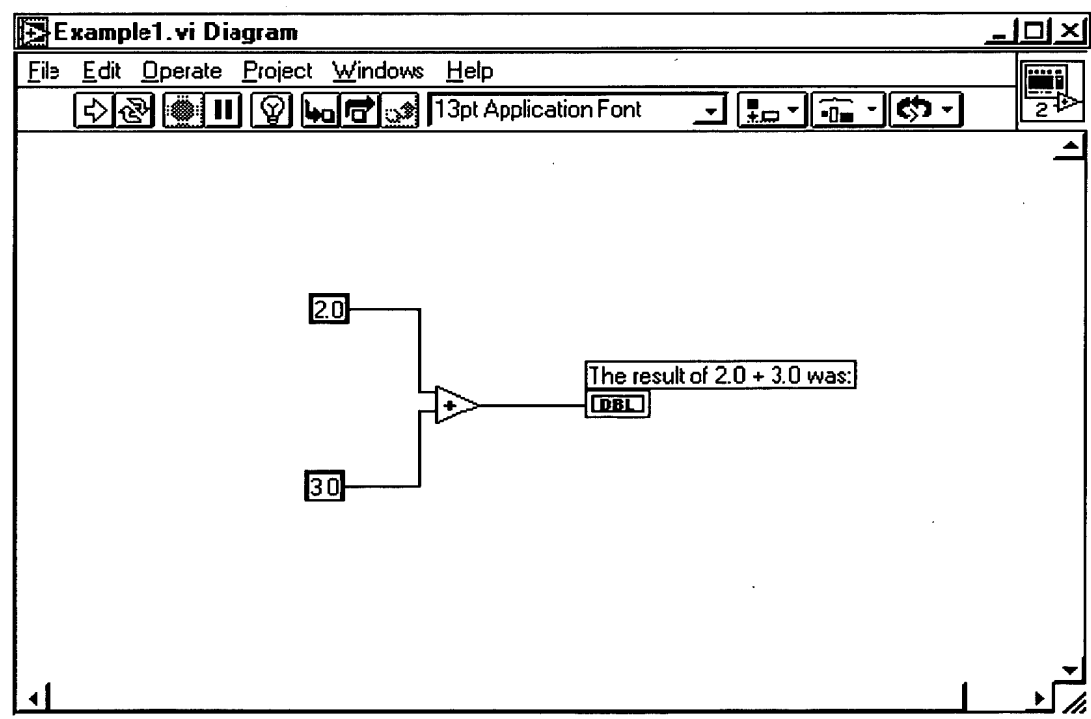 Example1.vi Diagram
File Edit Operate Project Windows Help
13pt Application Font
2
2.0
The result of 2.0 + 3.0 was:
+
DBL
3.0